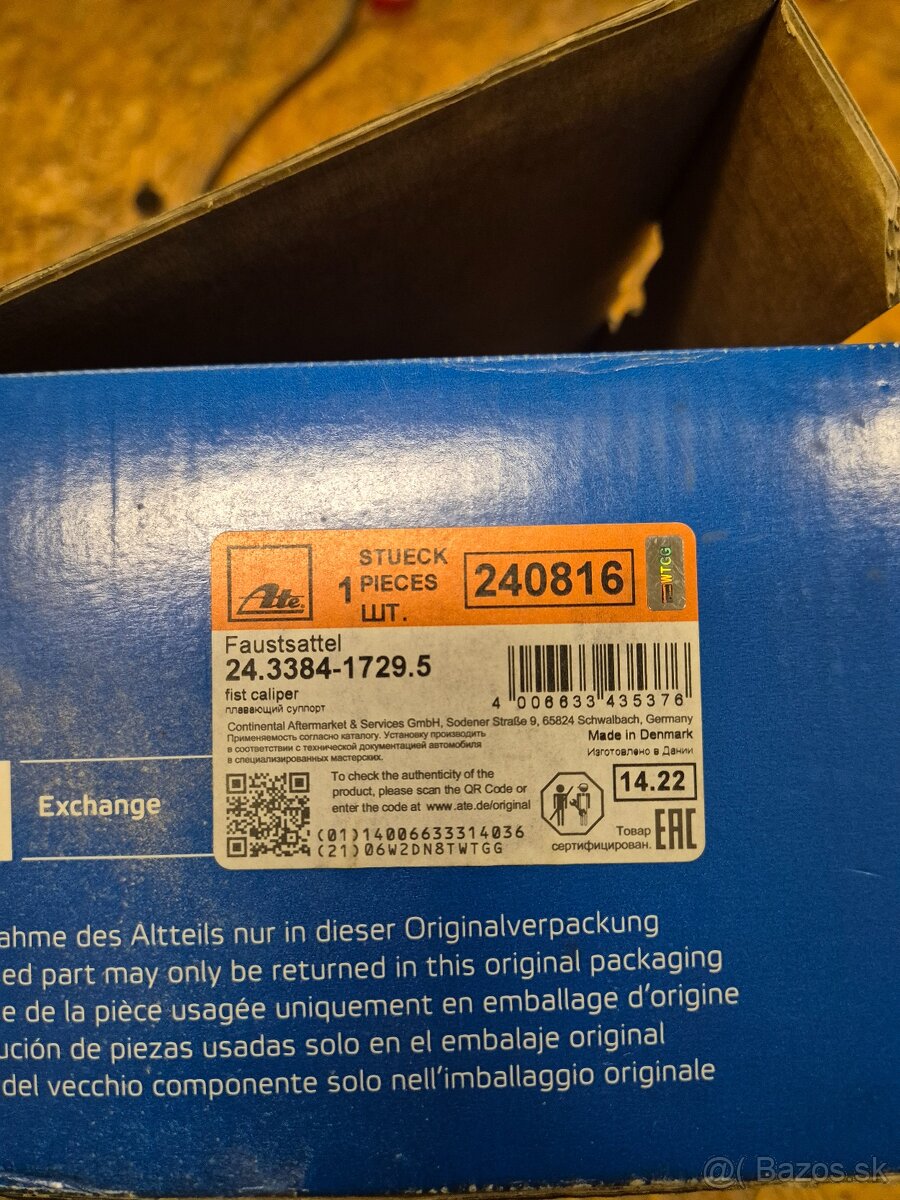 Ate
STUECK
1 PIECES
ШТ.
240816
WTGG
Faustsattel
24.3384-1729.5
fist caliper
плавающий суппорт
4 006633 435376
Continental Aftermarket & Services GmbH, Sodener Straße 9, 65824 Schwalbach, Germany
Применяемость согласно каталогу. Установку производить
в соответствии с технической документацией автомобиля
в специализированных мастерских.
Made in Denmark
Изготовлено в Дании
To check the authenticity of the
product, please scan the QR Code or
enter the code at www.ate.de/original
(01)14006633314036
(21)06W2DN8TWTGG
14.22
Товар
сертифицирован.
EAC
Exchange
ahme des Altteils nur in dieser Originalverpackung
ed part may only be returned in this original packaging
e de la pièce usagée uniquement en emballage d'origine
ución de piezas usadas solo en el embalaje original
del vecchio componente solo nell'imballaggio originale
@( Bazos.sk